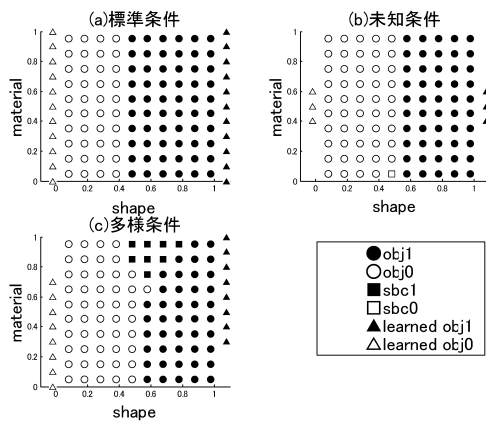 (a)標準条件
1
0.8
0.6
0.4
0.2
0
material
0 0.2 0.4 0.6 0.8 1
shape
(b)未知条件
1
0.8
0.6
0.4
0.2
0
material
0 0.2 0.4 0.6 0.8 1
shape
(c)多様条件
1
0.8
0.6
0.4
0.2
0
material
0 0.2 0.4 0.6 0.8 1
shape
obj1
obj0
sbc1
sbc0
learned obj1
learned obj0